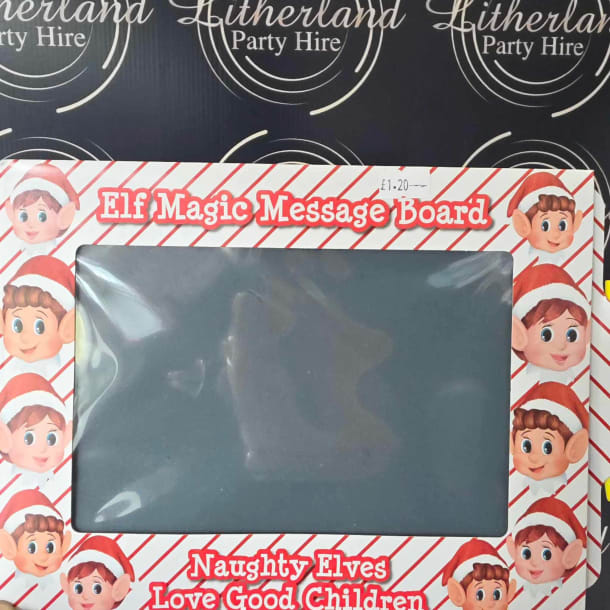 Litherland
Party Hire
Litherland
Party Hire
Litherland
Party Hire
£1.20
Elf Magic Message Board
Naughty Elves
Love Good Children